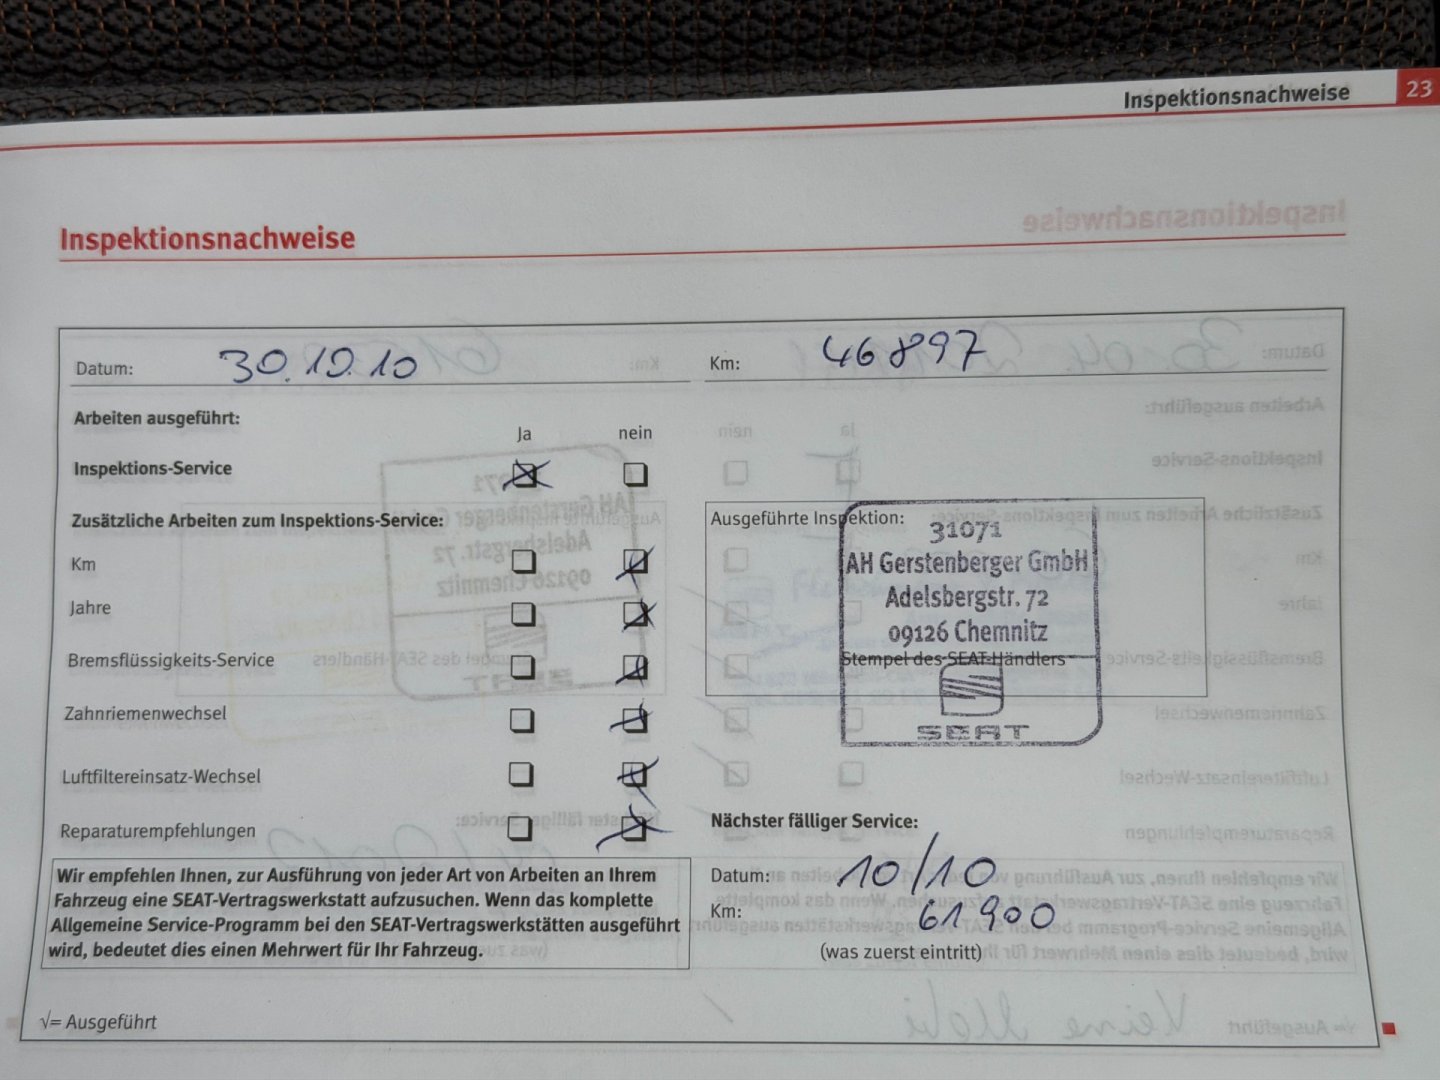 Inspektionsnachweise 23
Inspektionsnachweise
Datum: 30.10.10 Km: 46897
Arbeiten ausgeführt:
Ja nein
Inspektions-Service
Zusätzliche Arbeiten zum Inspektions-Service:
Km
Jahre
Bremsflüssigkeits-Service
Zahnriemenwechsel
Luftfiltereinsatz-Wechsel
Reparaturempfehlungen
Wir empfehlen Ihnen, zur Ausführung von jeder Art von Arbeiten an Ihrem
Fahrzeug eine SEAT-Vertragswerkstatt aufzusuchen. Wenn das komplette
Allgemeine Service-Programm bei den SEAT-Vertragswerkstätten ausgeführt
wird, bedeutet dies einen Mehrwert für Ihr Fahrzeug.
√= Ausgeführt
Ausgeführte Inspektion:
31071
AH Gerstenberger GmbH
Adelsbergstr. 72
09126 Chemnitz
Stempel des SEAT-Händlers
SEAT
Nächster fälliger Service:
Datum: 10/10
Km: 61900
(was zuerst eintritt)